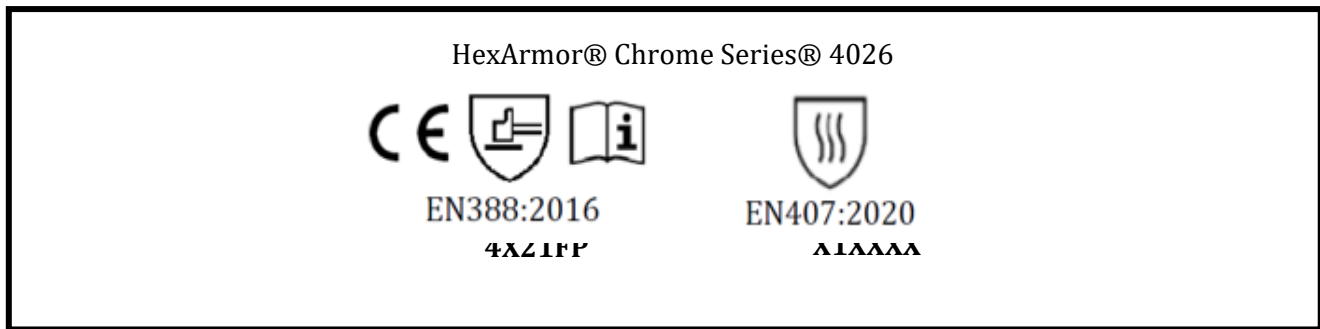 HexArmor® Chrome Series® 4026
CE i
EN388:2016 EN407:2020
4X21FP X1XXXX